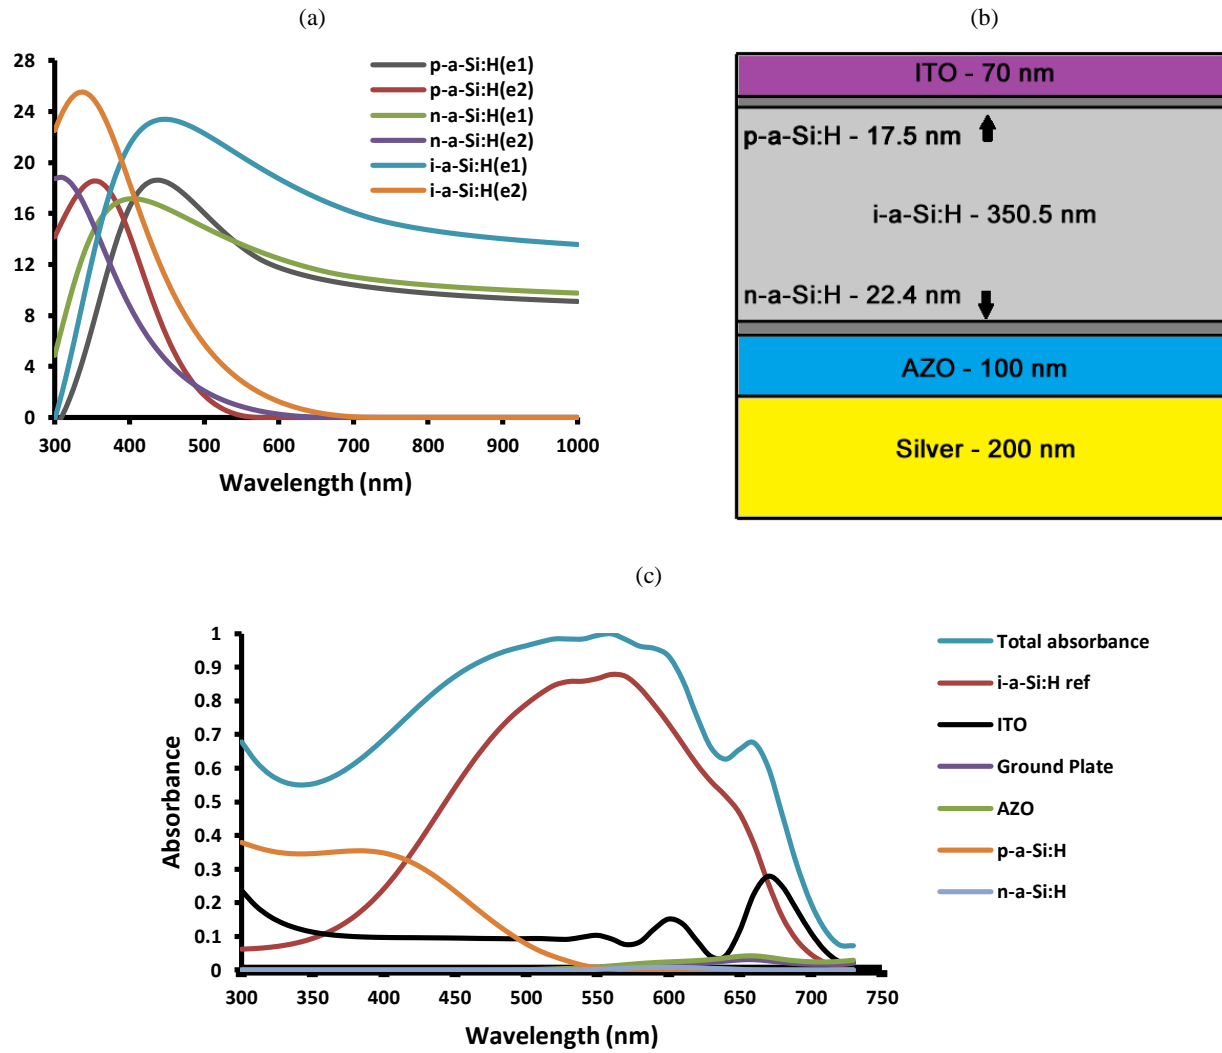 (a)
28
24
20
16
12
8
4
0
300 400 500 600 700 800 900 1000
Wavelength (nm)
p-a-Si:H(e1)
p-a-Si:H(e2)
n-a-Si:H(e1)
n-a-Si:H(e2)
i-a-Si:H(e1)
i-a-Si:H(e2)
(b)
ITO - 70 nm
p-a-Si:H - 17.5 nm
i-a-Si:H - 350.5 nm
n-a-Si:H - 22.4 nm
AZO - 100 nm
Silver - 200 nm
(c)
Absorbance
1
0.9
0.8
0.7
0.6
0.5
0.4
0.3
0.2
0.1
0
300 350 400 450 500 550 600 650 700 750
Wavelength (nm)
Total absorbance
i-a-Si:H ref
ITO
Ground Plate
AZO
p-a-Si:H
n-a-Si:H